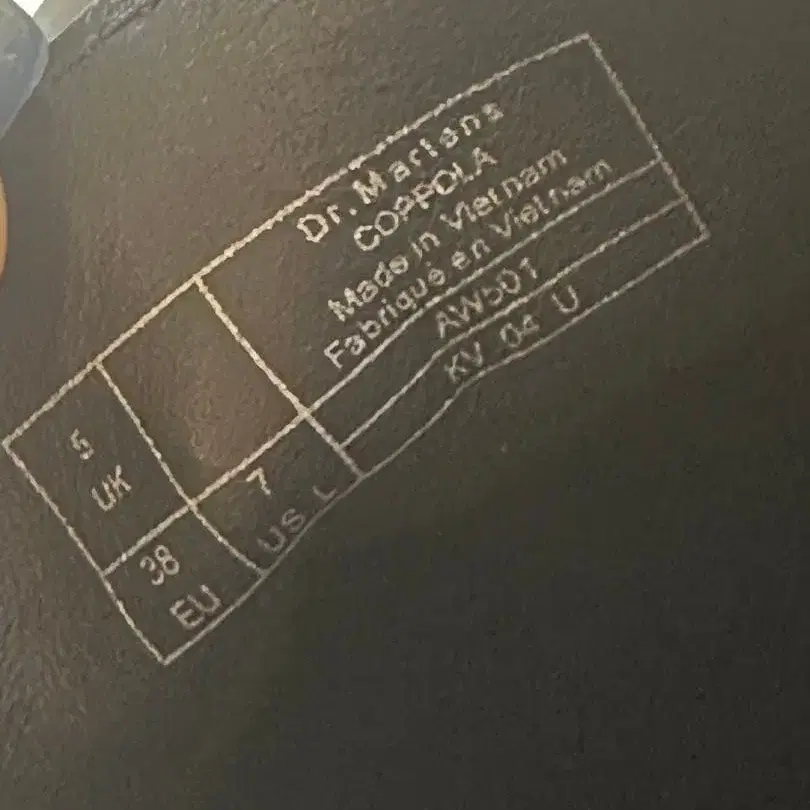 Dr. Martens
COPPOLA
Made in Vietnam
Fabriqué en Vietnam
AW501
KV 04 U
5
UK
7
US L
38
EU